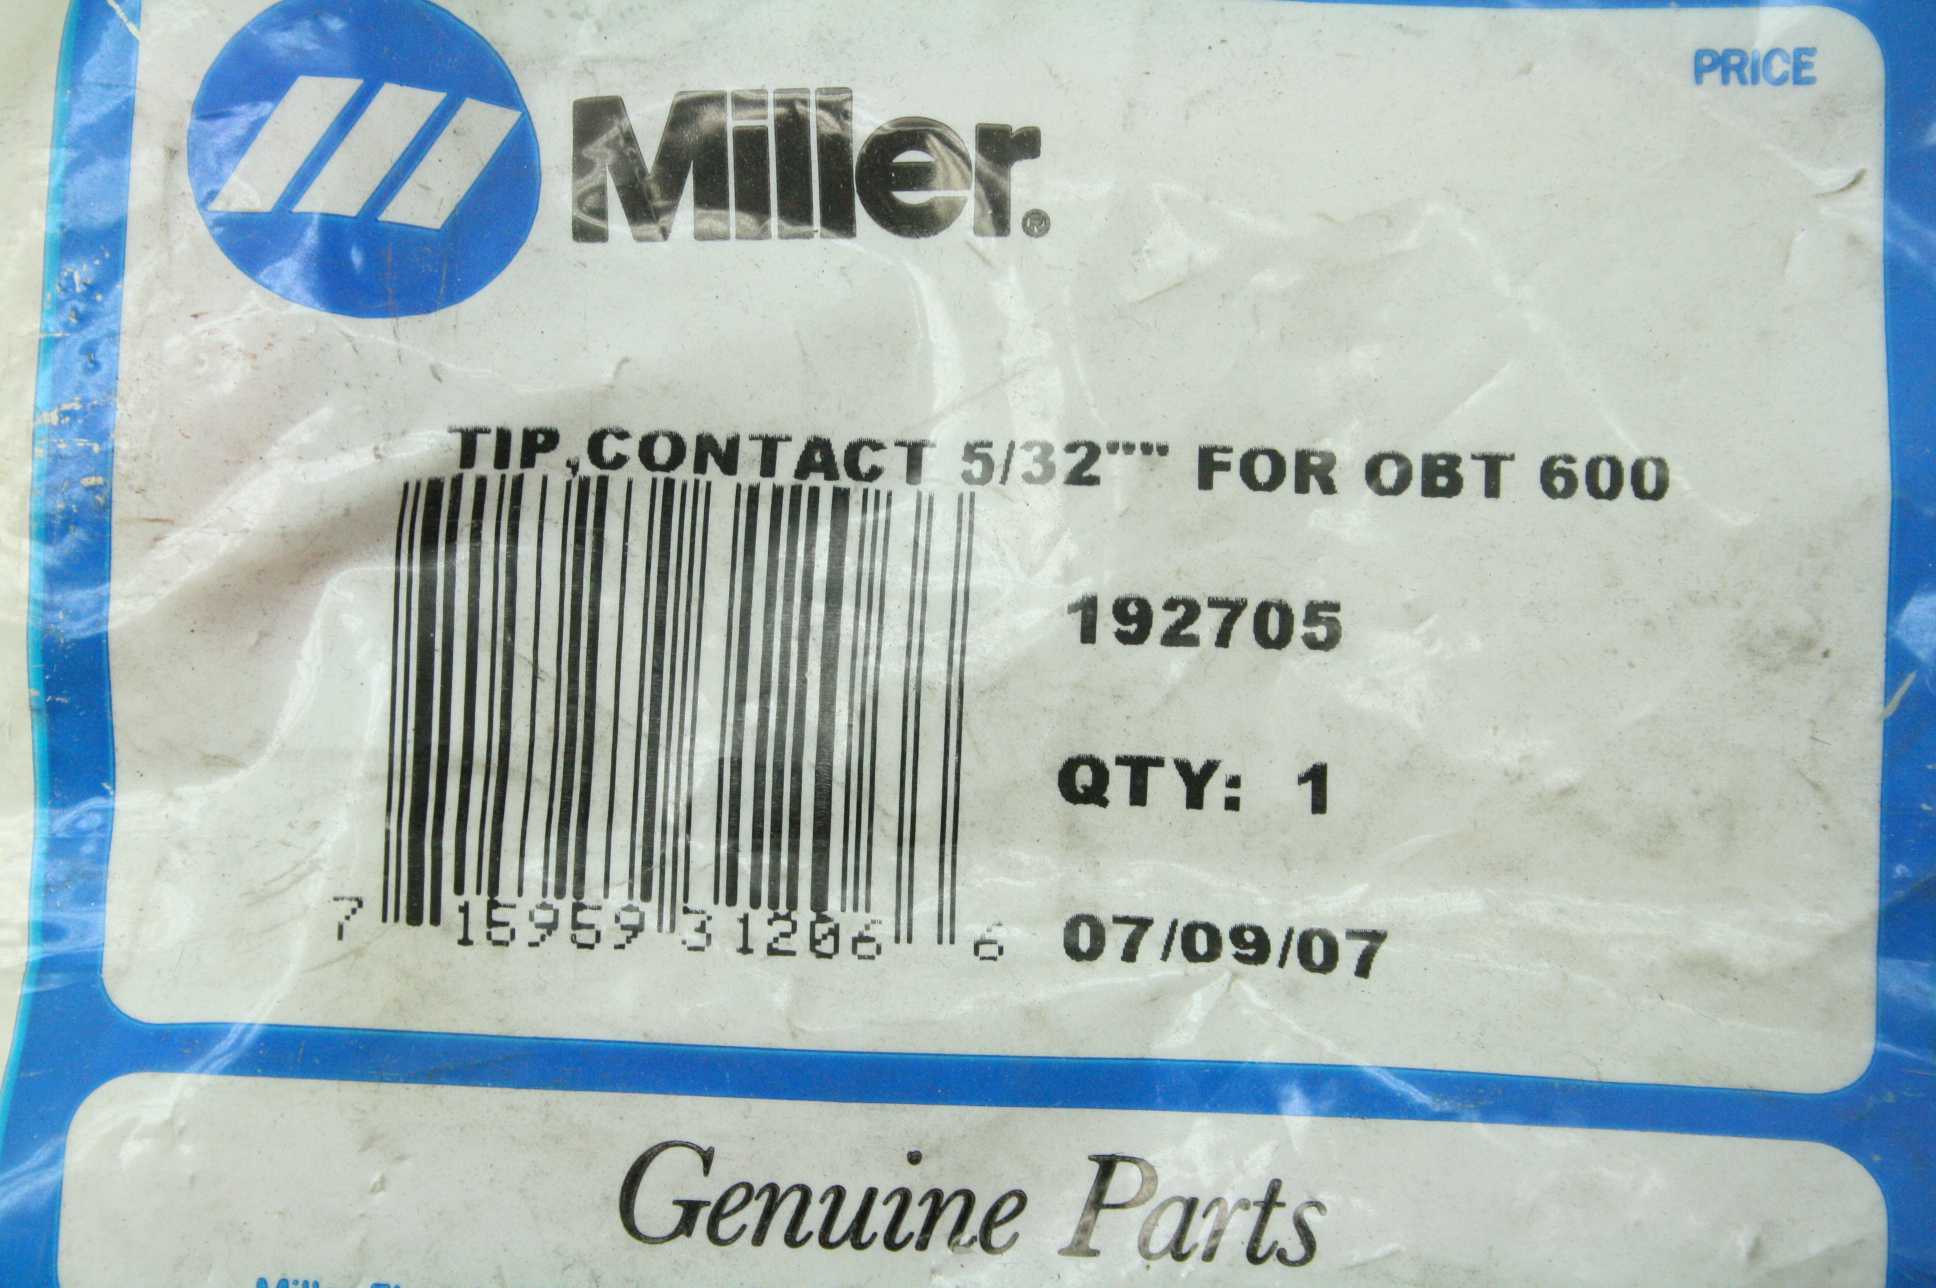 PRICE
Miller®
TIP,CONTACT 5/32"" FOR OBT 600
192705
QTY: 1
7 15959 31206 6
07/09/07
Genuine Parts